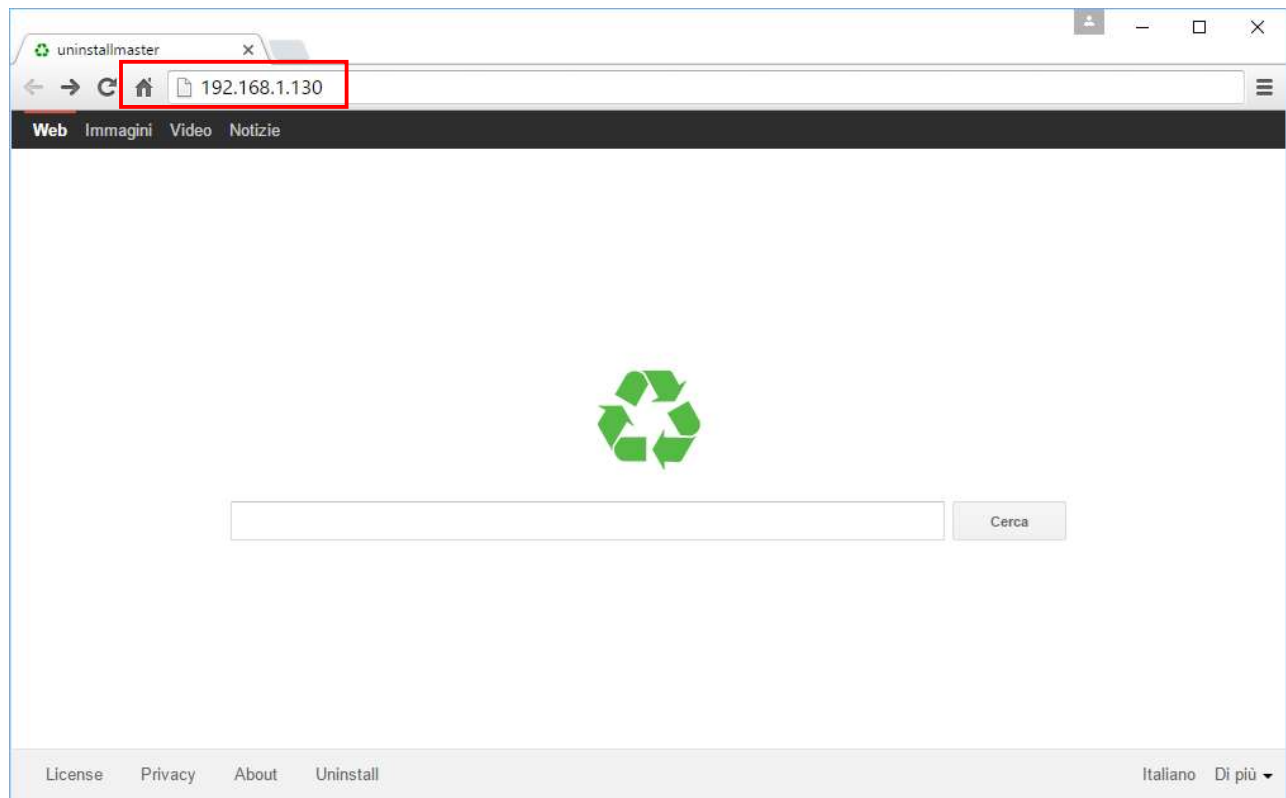 uninstallmaster
192.168.1.130
Web Immagini Video Notizie
Cerca
License Privacy About Uninstall Italiano Di più